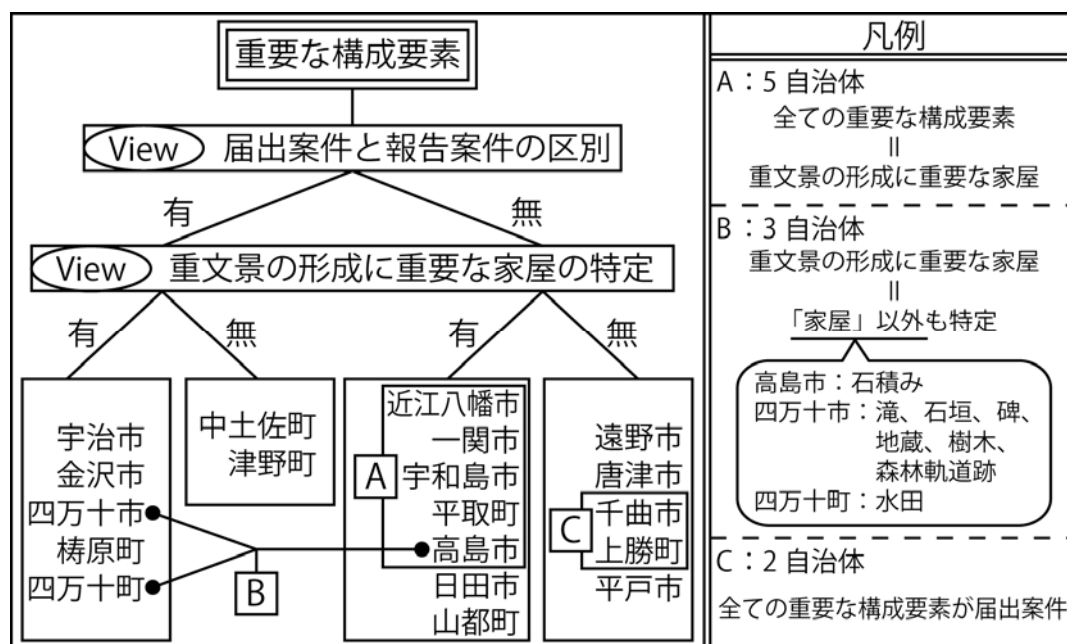 重要な構成要素
View 届出案件と報告案件の区別
有 無
View 重文景の形成に重要な家屋の特定
有 無 有 無
宇治市
金沢市
四万十市
梼原町
四万十町
中土佐町
津野町
B
近江八幡市
一関市
宇和島市
平取町
高島市
日田市
山都町
A
遠野市
唐津市
千曲市
上勝町
平戸市
C
凡例
A：5 自治体
全ての重要な構成要素
＝
重文景の形成に重要な家屋
B：3 自治体
重文景の形成に重要な家屋
＝
「家屋」以外も特定
高島市：石積み
四万十市：滝、石垣、碑、
地蔵、樹木、
森林軌道跡
四万十町：水田
C：2 自治体
全ての重要な構成要素が届出案件